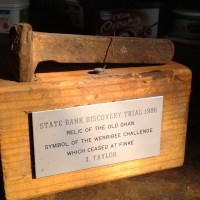 STATE BANK DISCOVERY TRIAL 1986
RELIC OF THE OLD GHAN
SYMBOL OF THE WERRIBEE CHALLENGE
WHICH CEASED AT FINKE
I. TAYLOR